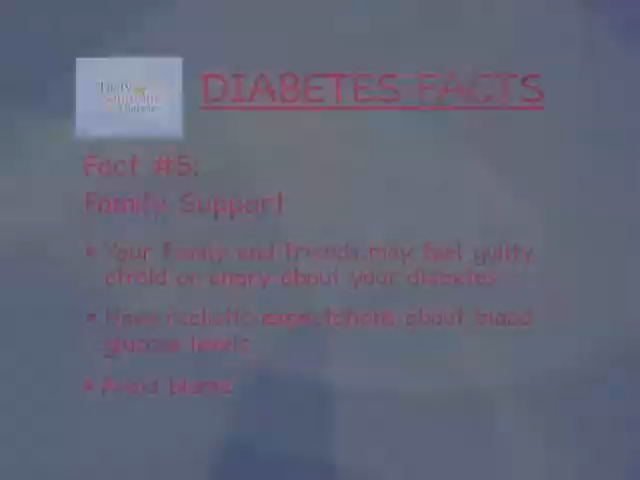 Tasty
DIABETES FACTS
Fact #5:
Family Support
• Your family and friends may feel guilty,
afraid or angry about your diabetes
• Have realistic expectations about blood
glucose levels
• Avoid blame